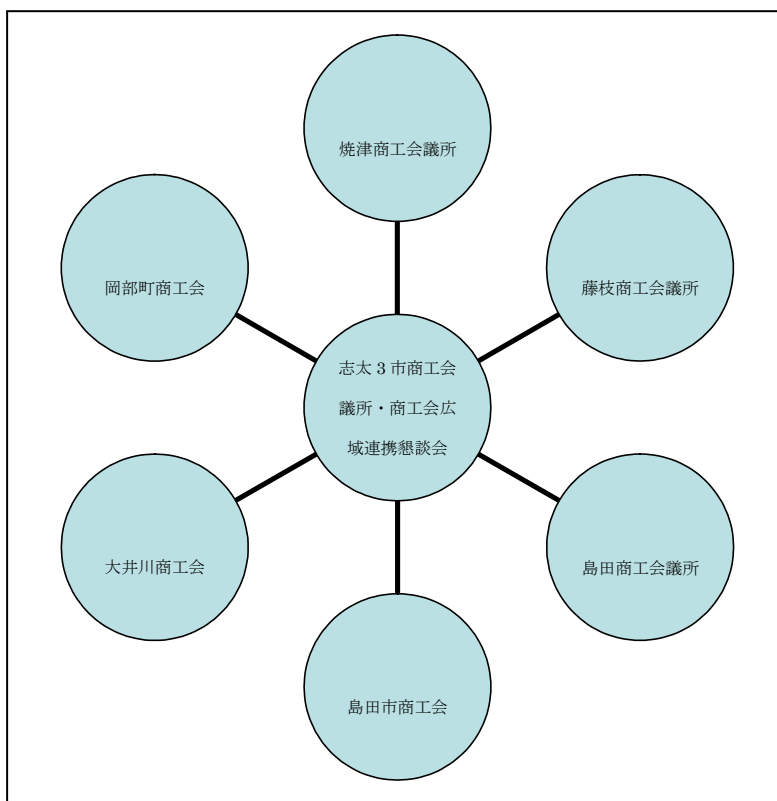 焼津商工会議所
岡部町商工会
藤枝商工会議所
志太3市商工会
議所・商工会広
域連携懇談会
大井川商工会
島田商工会議所
島田市商工会